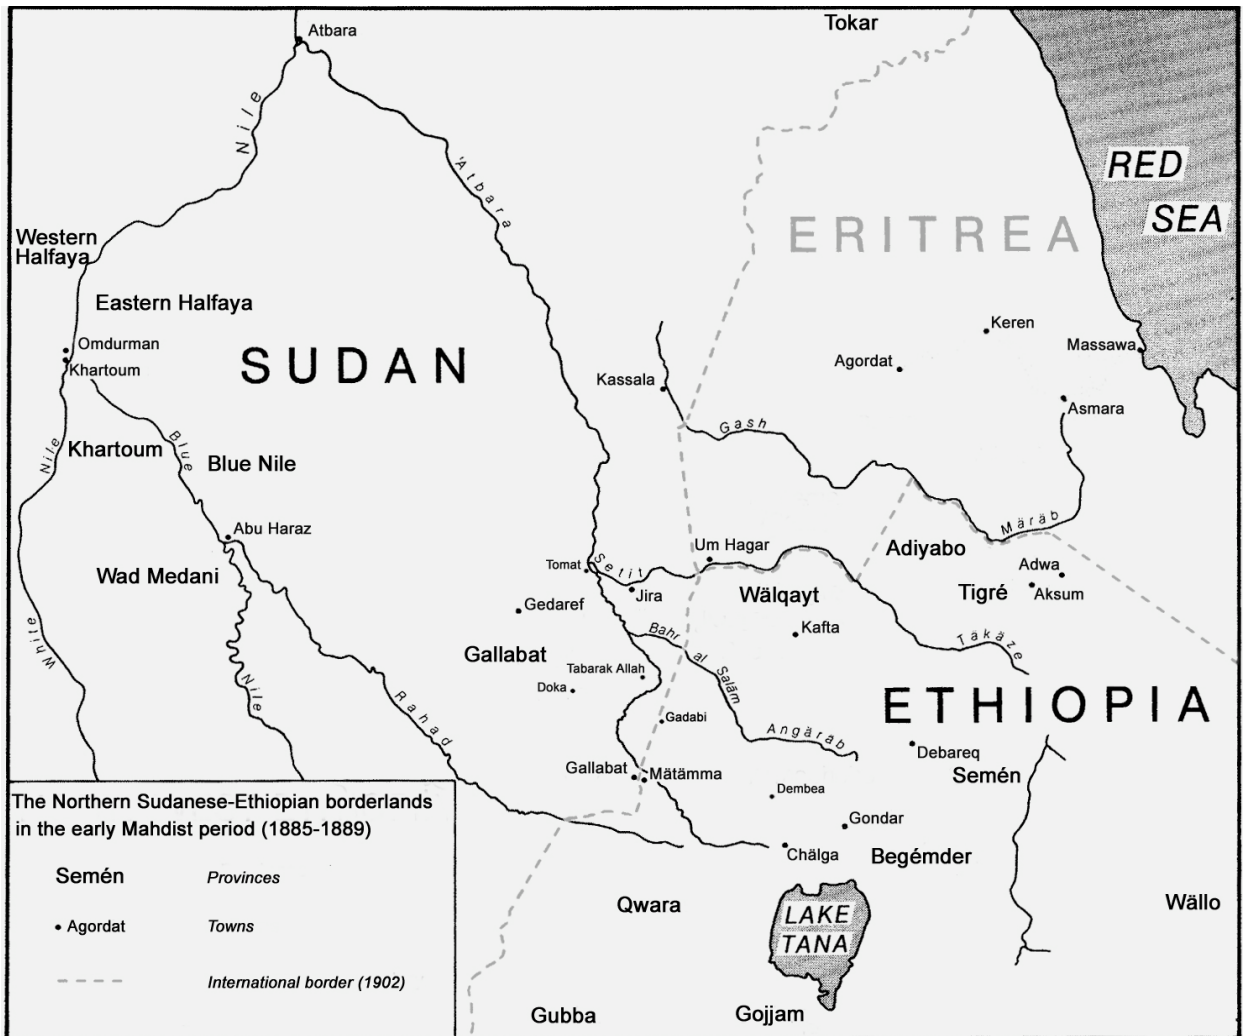 Tokar
Atbara
Nile
'Atbara
RED
SEA
ERITREA
Western
Halfaya
Eastern Halfaya
Omdurman
Khartoum
SUDAN
Keren
Massawa
Agordat
Kassala
Asmara
Gash
Khartoum
Blue
Nile
Blue Nile
Abu Haraz
Märäb
Um Hagar
Adiyabo
Setit
Tomat
Adwa
Wad Medani
Jira
Wälqayt
Tigré
Aksum
Gedaref
Kafta
White
Bahr
al
Saläm
Täkäze
Gallabat
Tabarak Allah
Doka
Nile
Rahad
ETHIOPIA
Gadabi
Angärab
Debareq
Gallabat
Mätämma
Semén
Dembea
Gondar
Chälga
Begémder
The Northern Sudanese-Ethiopian borderlands
in the early Mahdist period (1885-1889)
Semén
Provinces
Agordat
Towns
International border (1902)
Qwara
LAKE
TANA
Wällo
Gubba
Gojjam